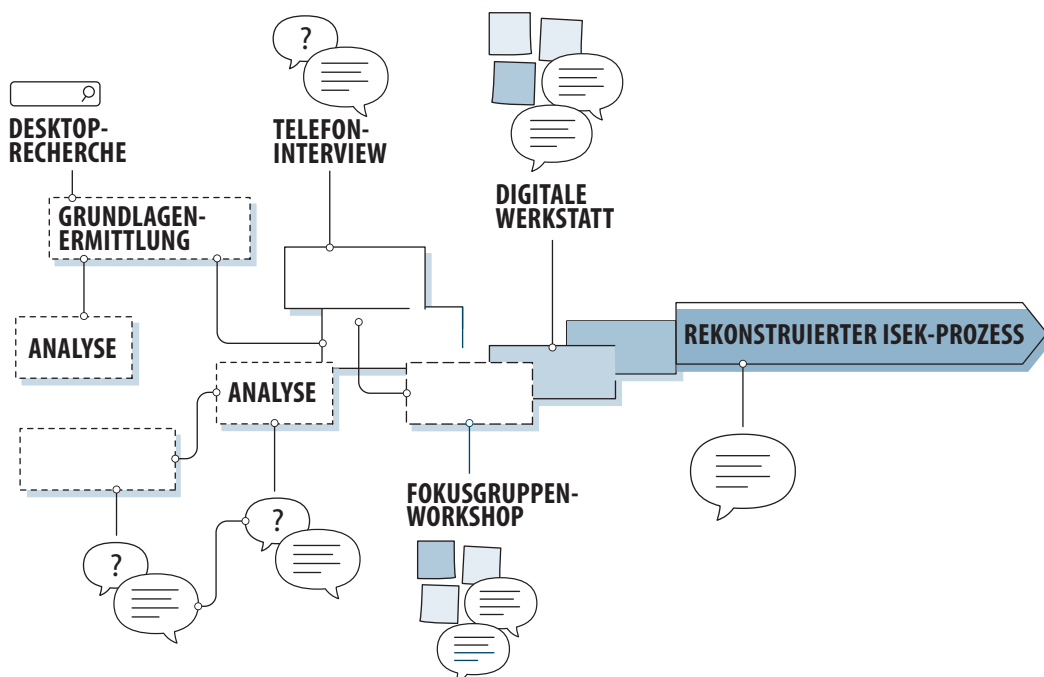 ?
DESKTOP-
RECHERCHE
TELEFON-
INTERVIEW
DIGITALE
WERKSTATT
GRUNDLAGEN-
ERMITTLUNG
REKONSTRUIERTER ISEK-PROZESS
ANALYSE
ANALYSE
FOKUSGRUPPEN-
WORKSHOP
?
?